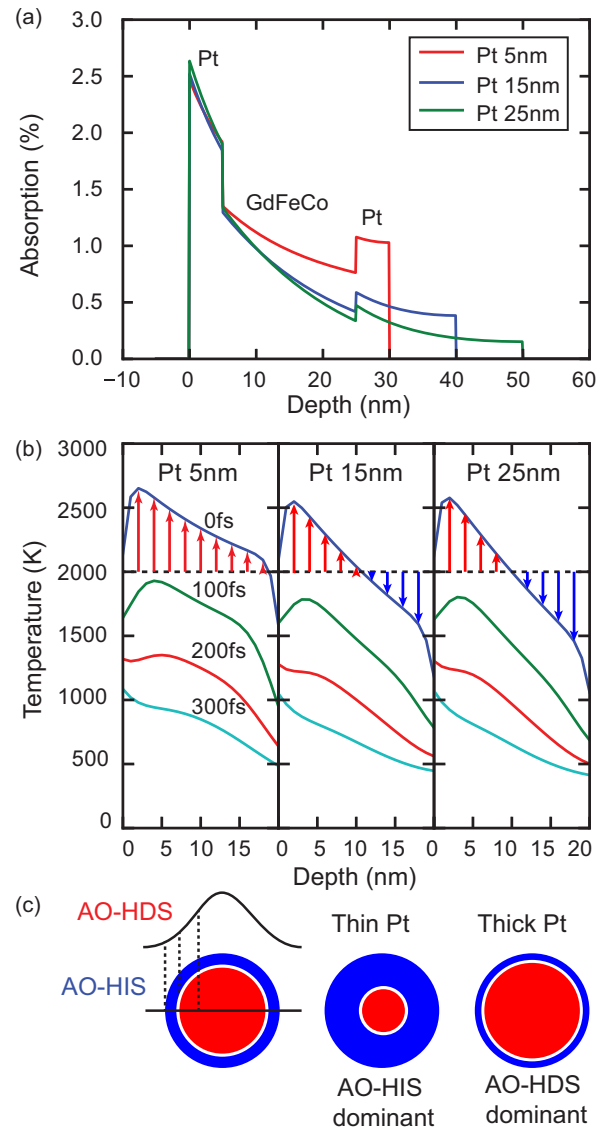 (a)
Pt
Pt 5nm
Pt 15nm
Pt 25nm
GdFeCo
Pt
Absorption (%)
3.0
2.5
2.0
1.5
1.0
0.5
0.0
−10 0 10 20 30 40 50 60
Depth (nm)
(b)
Pt 5nm Pt 15nm Pt 25nm
0fs
100fs
200fs
300fs
Temperature (K)
3000
2500
2000
1500
1000
500
0
0 5 10 15 0 5 10 15 0 5 10 15 20
Depth (nm)
(c)
AO-HDS
AO-HIS
Thin Pt
Thick Pt
AO-HIS
dominant
AO-HDS
dominant